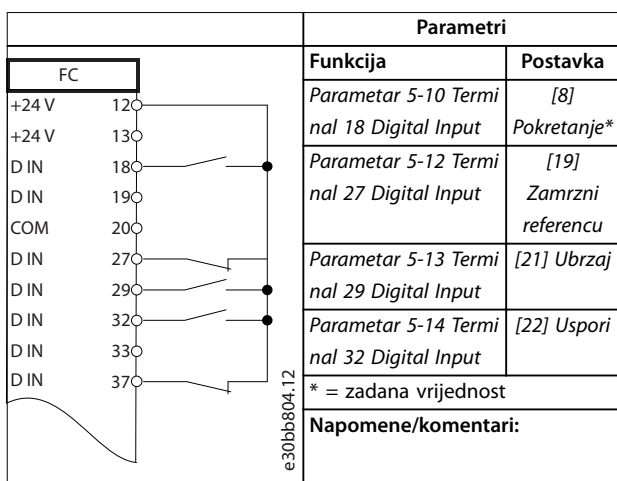 FC
+24 V 12
+24 V 13
D IN 18
D IN 19
COM 20
D IN 27
D IN 29
D IN 32
D IN 33
D IN 37
e30bb804.12
Parametri
Funkcija Postavka
Parametar 5-10 Termi [8]
nal 18 Digital Input Pokretanje*
Parametar 5-12 Termi [19]
nal 27 Digital Input Zamrzni
referencu
Parametar 5-13 Termi [21] Ubrzaj
nal 29 Digital Input
Parametar 5-14 Termi [22] Uspori
nal 32 Digital Input
* = zadana vrijednost
Napomene/komentari: